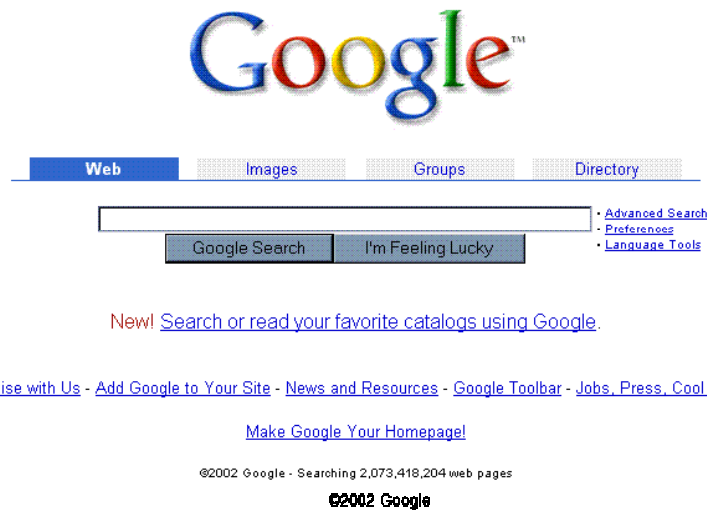 Google™
Web Images Groups Directory
· Advanced Search
· Preferences
· Language Tools
Google Search I'm Feeling Lucky
New! Search or read your favorite catalogs using Google.
ise with Us - Add Google to Your Site - News and Resources - Google Toolbar - Jobs, Press, Cool
Make Google Your Homepage!
©2002 Google - Searching 2,073,418,204 web pages
©2002 Google